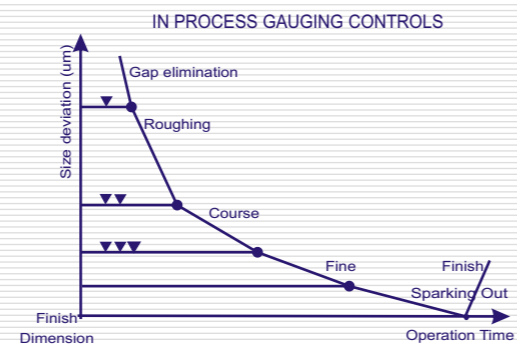 IN PROCESS GAUGING CONTROLS
Size deviation (um)
Gap elimination
Roughing
Course
Fine
Finish
Sparking Out
Finish
Dimension
Operation Time